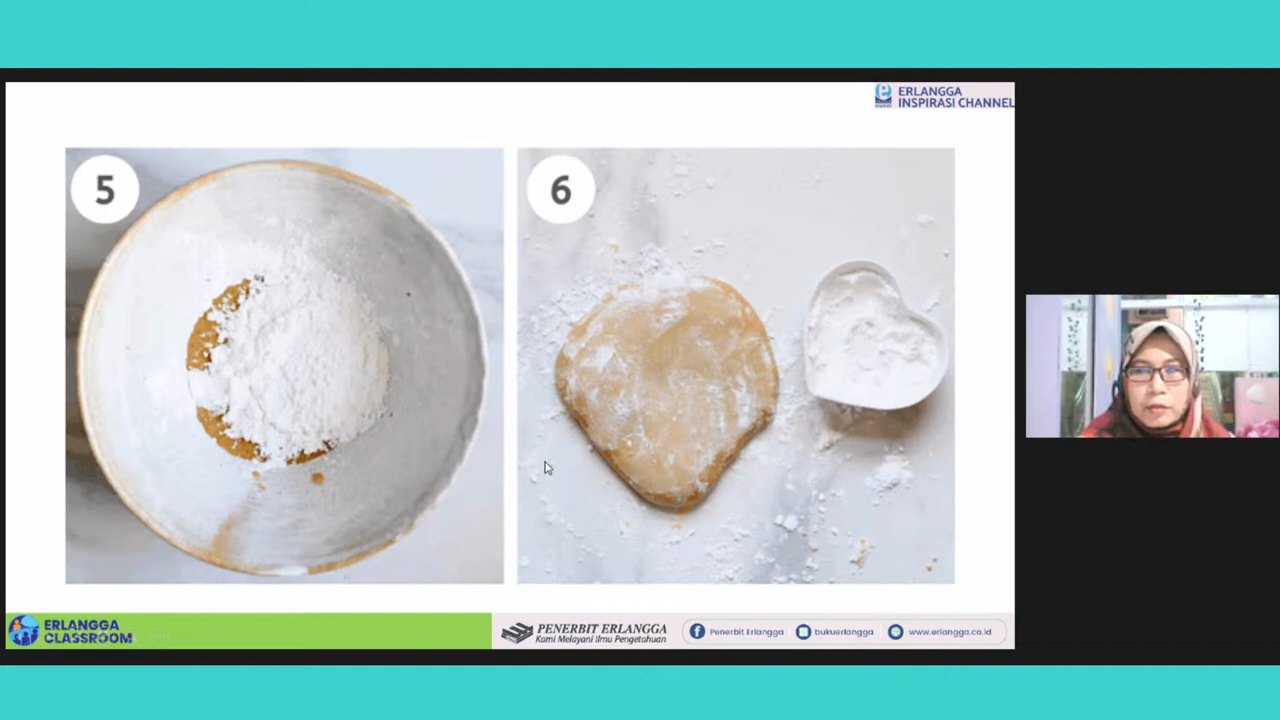 ERLANGGA
INSPIRASI CHANNEL
5
6
ERLANGGA
CLASSROOM
PENERBIT ERLANGGA
Kami Melayani Ilmu Pengetahuan
Penerbit Erlangga
bukuerlangga
www.erlangga.co.id